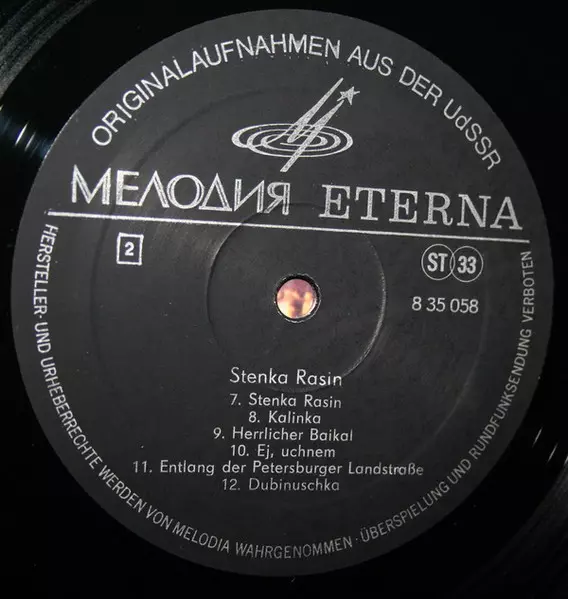 ORIGINALAUFNAHMEN AUS DER UdSSR
МЕЛОДИЯ ETERNA
2
ST 33
8 35 058
Stenka Rasin
7. Stenka Rasin
8. Kalinka
9. Herrlicher Baikal
10. Ej, uchnem
11. Entlang der Petersburger Landstraße
12. Dubinuschka
HERSTELLER- UND URHEBERRECHTE WERDEN VON MELODIA WAHRGENOMMEN · ÜBERSPIELUNG UND RUNDFUNKSENDUNG VERBOTEN